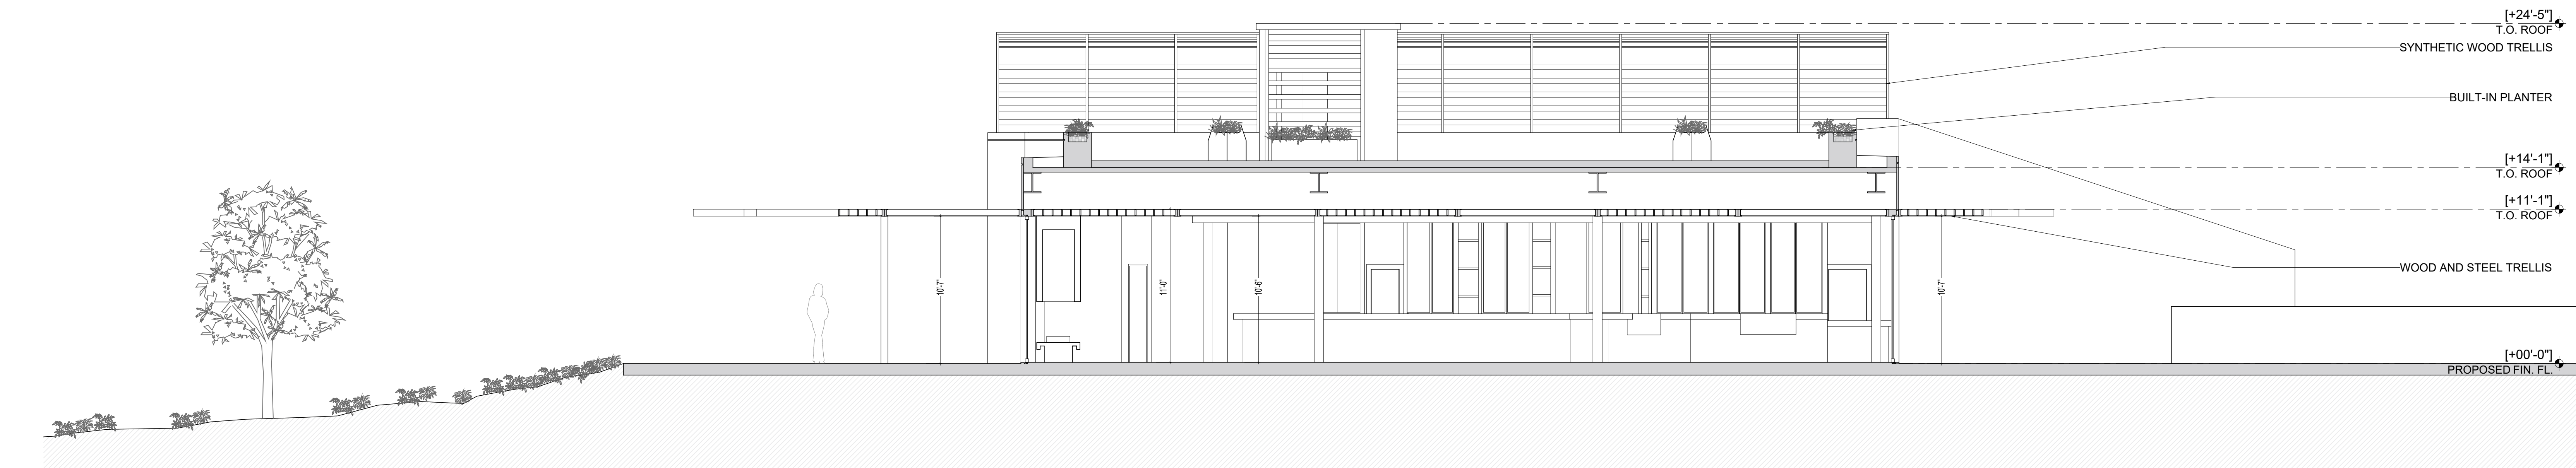 [+24'-5"]
T.O. ROOF
SYNTHETIC WOOD TRELLIS
BUILT-IN PLANTER
[+14'-1"]
T.O. ROOF
[+11'-1"]
T.O. ROOF
WOOD AND STEEL TRELLIS
10'-7"
11'-0"
10'-6"
10'-7"
[+00'-0"]
PROPOSED FIN. FL.